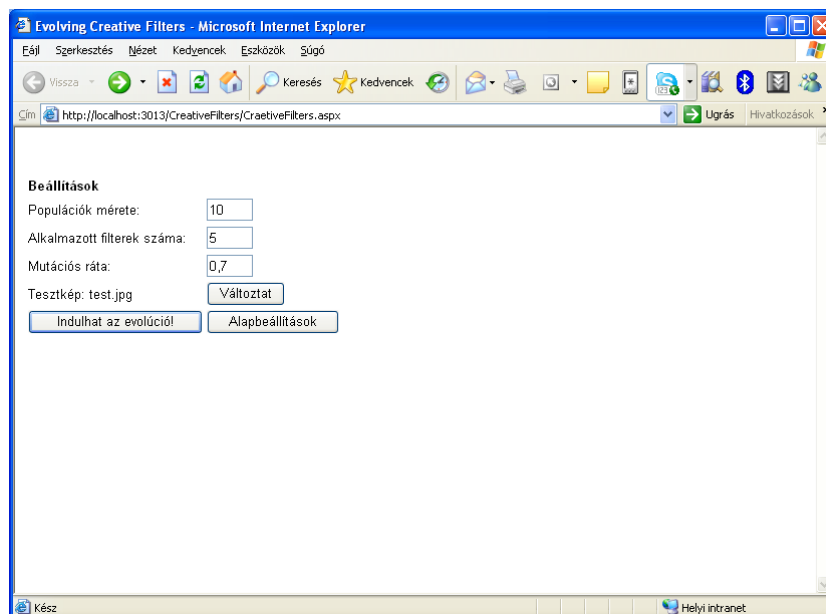 Evolving Creative Filters - Microsoft Internet Explorer
Fájl Szerkesztés Nézet Kedvencek Eszközök Súgó
Vissza Keresés Kedvencek
Cím http://localhost:3013/CreativeFilters/CraetiveFilters.aspx Ugrás Hivatkozások
Beállítások
Populációk mérete: 10
Alkalmazott filterek száma: 5
Mutációs ráta: 0,7
Tesztkép: test.jpg Változtat
Indulhat az evolúció! Alapbeállítások
Kész Helyi intranet